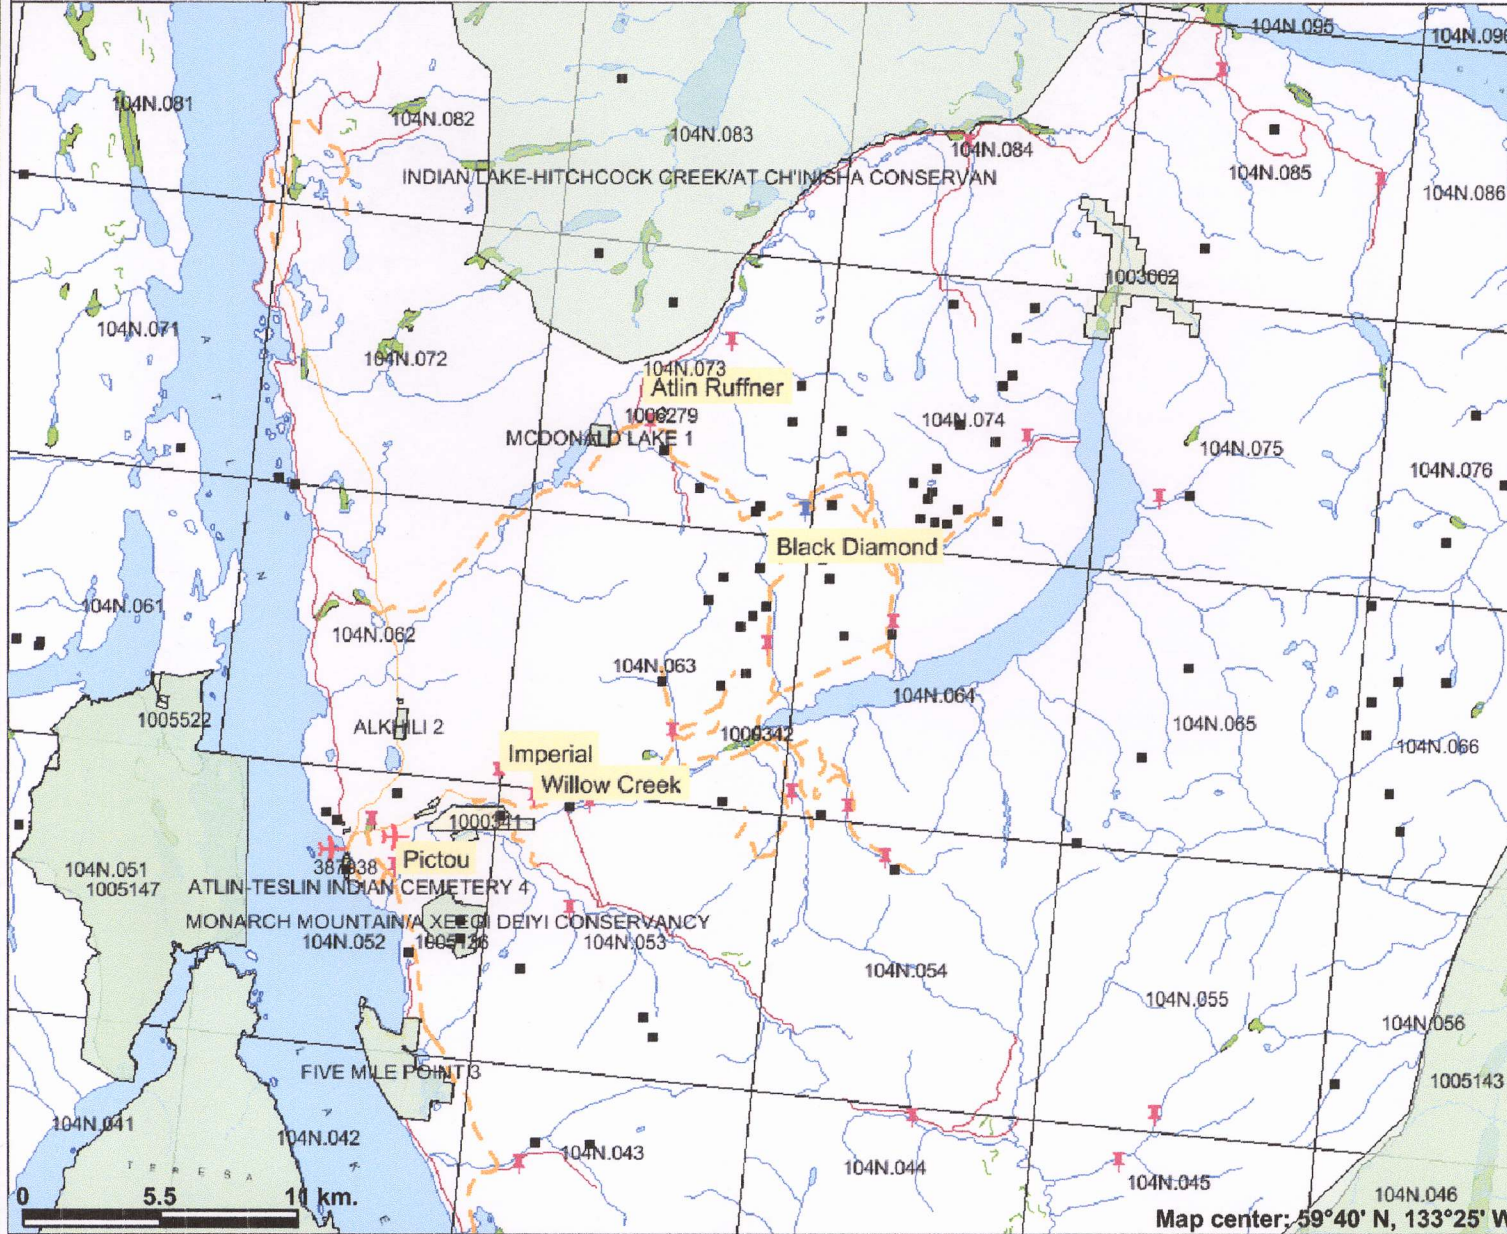 104N.095
104N.096
104N.081
104N.082
104N.083
104N.084
104N.085
104N.086
INDIAN LAKE-HITCHCOCK CREEK/AT CH'INISHA CONSERVAN
1003602
104N.071
104N.072
104N.073
Atlin Ruffner
1006279
MCDONALD LAKE 1
104N.074
104N.075
104N.076
A
T
L
I
N
Black Diamond
104N.061
104N.062
104N.063
104N.064
104N.065
104N.066
1005522
ALKHILI 2
1000342
Imperial
Willow Creek
1000341
Pictou
387938
104N.051
1005147
ATLIN-TESLIN INDIAN CEMETERY 4
MONARCH MOUNTAIN/A XEEGI DEIYI CONSERVANCY
104N.052
1005136
104N.053
104N.054
104N.055
104N.056
FIVE MILE POINT 3
1005143
104N.041
104N.042
104N.043
104N.044
104N.045
104N.046
L
A
K
E
TERESA
0 5.5 11 km.
Map center: 59°40' N, 133°25' W